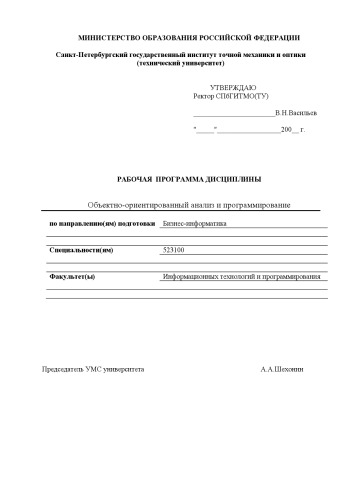 МИНИСТЕРСТВО ОБРАЗОВАНИЯ РОССИЙСКОЙ ФЕДЕРАЦИИ
Санкт-Петербургский государственный институт точной механики и оптики
(технический университет)
УТВЕРЖДАЮ
Ректор СПбГИТМО(ТУ)
_______________________В.Н.Васильев
"_____"__________________200__ г.
РАБОЧАЯ ПРОГРАММА ДИСЦИПЛИНЫ
Объектно-ориентированный анализ и программирование
по направлению(ям) подготовки Бизнес-информатика
Специальности(ям) 523100
Факультет(ы) Информационных технологий и программирования
Председатель УМС университета А.А.Шехонин